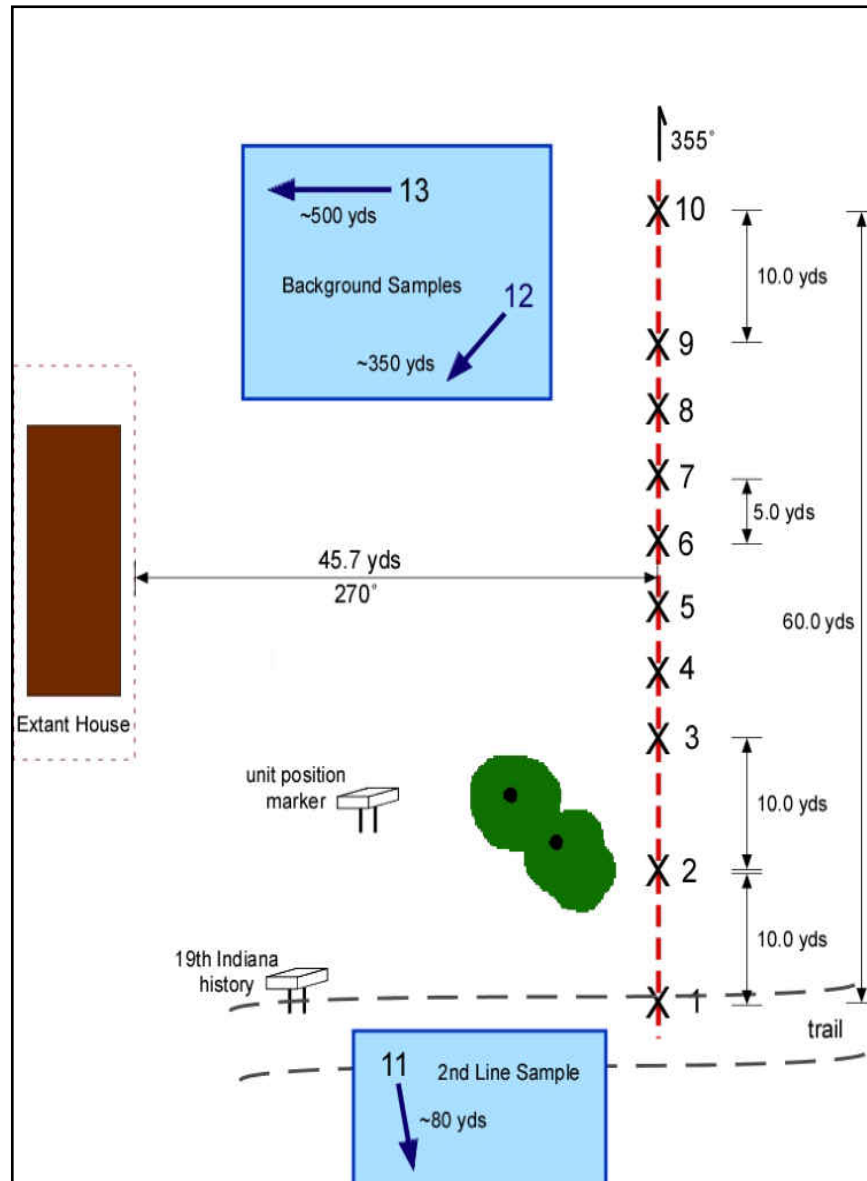 355°
13
~500 yds
10
Background Samples
10.0 yds
12
~350 yds
9
8
7
5.0 yds
6
45.7 yds
270°
5
60.0 yds
4
Extant House
3
unit position
marker
10.0 yds
2
10.0 yds
19th Indiana
history
1
trail
11
2nd Line Sample
~80 yds